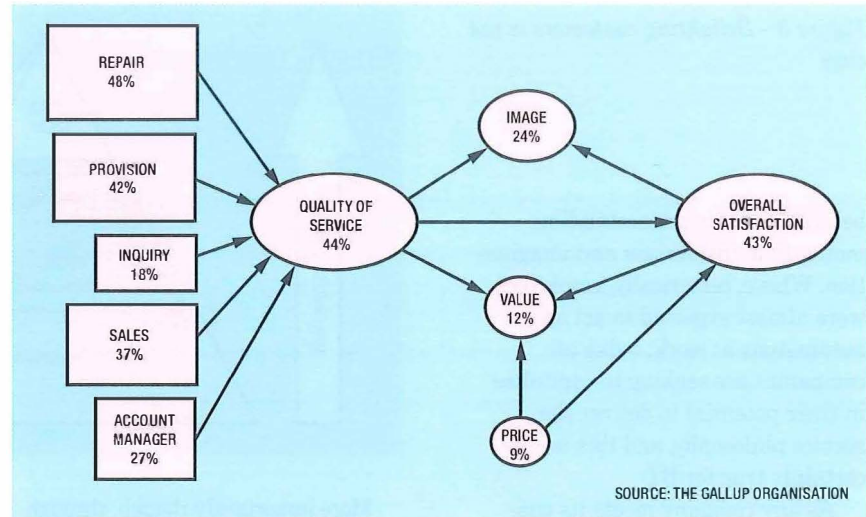 REPAIR
48%
PROVISION
42%
INQUIRY
18%
SALES
37%
ACCOUNT
MANAGER
27%
QUALITY OF
SERVICE
44%
IMAGE
24%
VALUE
12%
PRICE
9%
OVERALL
SATISFACTION
43%
SOURCE: THE GALLUP ORGANISATION